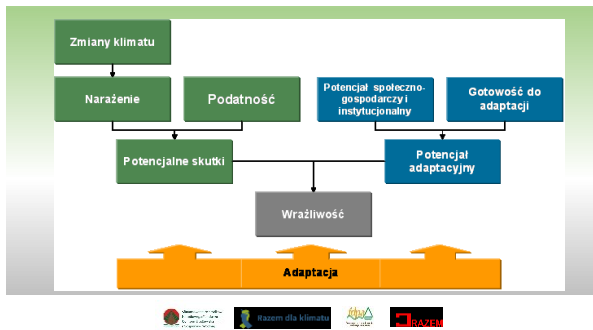 Zmiany klimatu
Narażenie
Podatność
Potencjał społeczno-
gospodarczy i
instytucjonalny
Gotowość do
adaptacji
Potencjalne skutki
Potencjał
adaptacyjny
Wrażliwość
Adaptacja
Razem dla klimatu
RAZEM